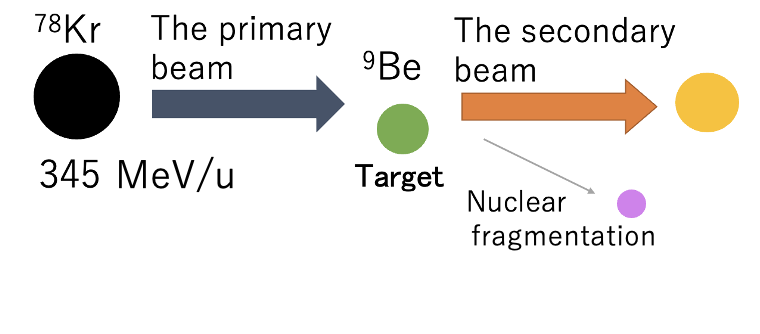 ⁷⁸Kr
The primary
beam
345 MeV/u
⁹Be
Target
The secondary
beam
Nuclear
fragmentation